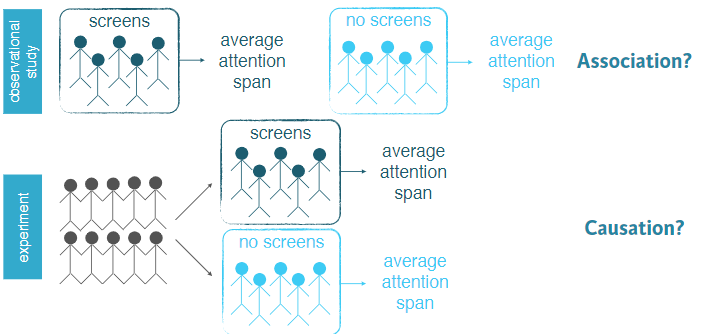 observational
study
screens
average
attention
span
no screens
average
attention
span
Association?
experiment
screens
average
attention
span
no screens
average
attention
span
Causation?